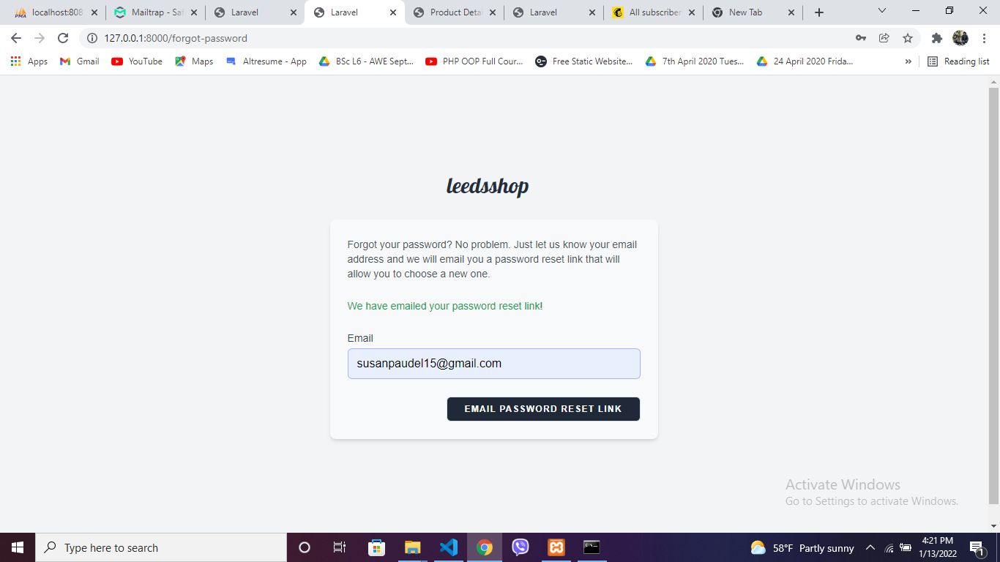 localhost:808
Mailtrap - Saf
Laravel
Laravel
Product Detai
Laravel
All subscriber
New Tab
127.0.0.1:8000/forgot-password
Apps
Gmail
YouTube
Maps
Altresume - App
BSc L6 - AWE Sept...
PHP OOP Full Cour...
Free Static Website...
7th April 2020 Tues...
24 April 2020 Frida...
»
Reading list
leedsshop
Forgot your password? No problem. Just let us know your email
address and we will email you a password reset link that will
allow you to choose a new one.
We have emailed your password reset link!
Email
susanpaudel15@gmail.com
EMAIL PASSWORD RESET LINK
Activate Windows
Go to Settings to activate Windows.
Type here to search
58°F Partly sunny
4:21 PM
1/13/2022
1